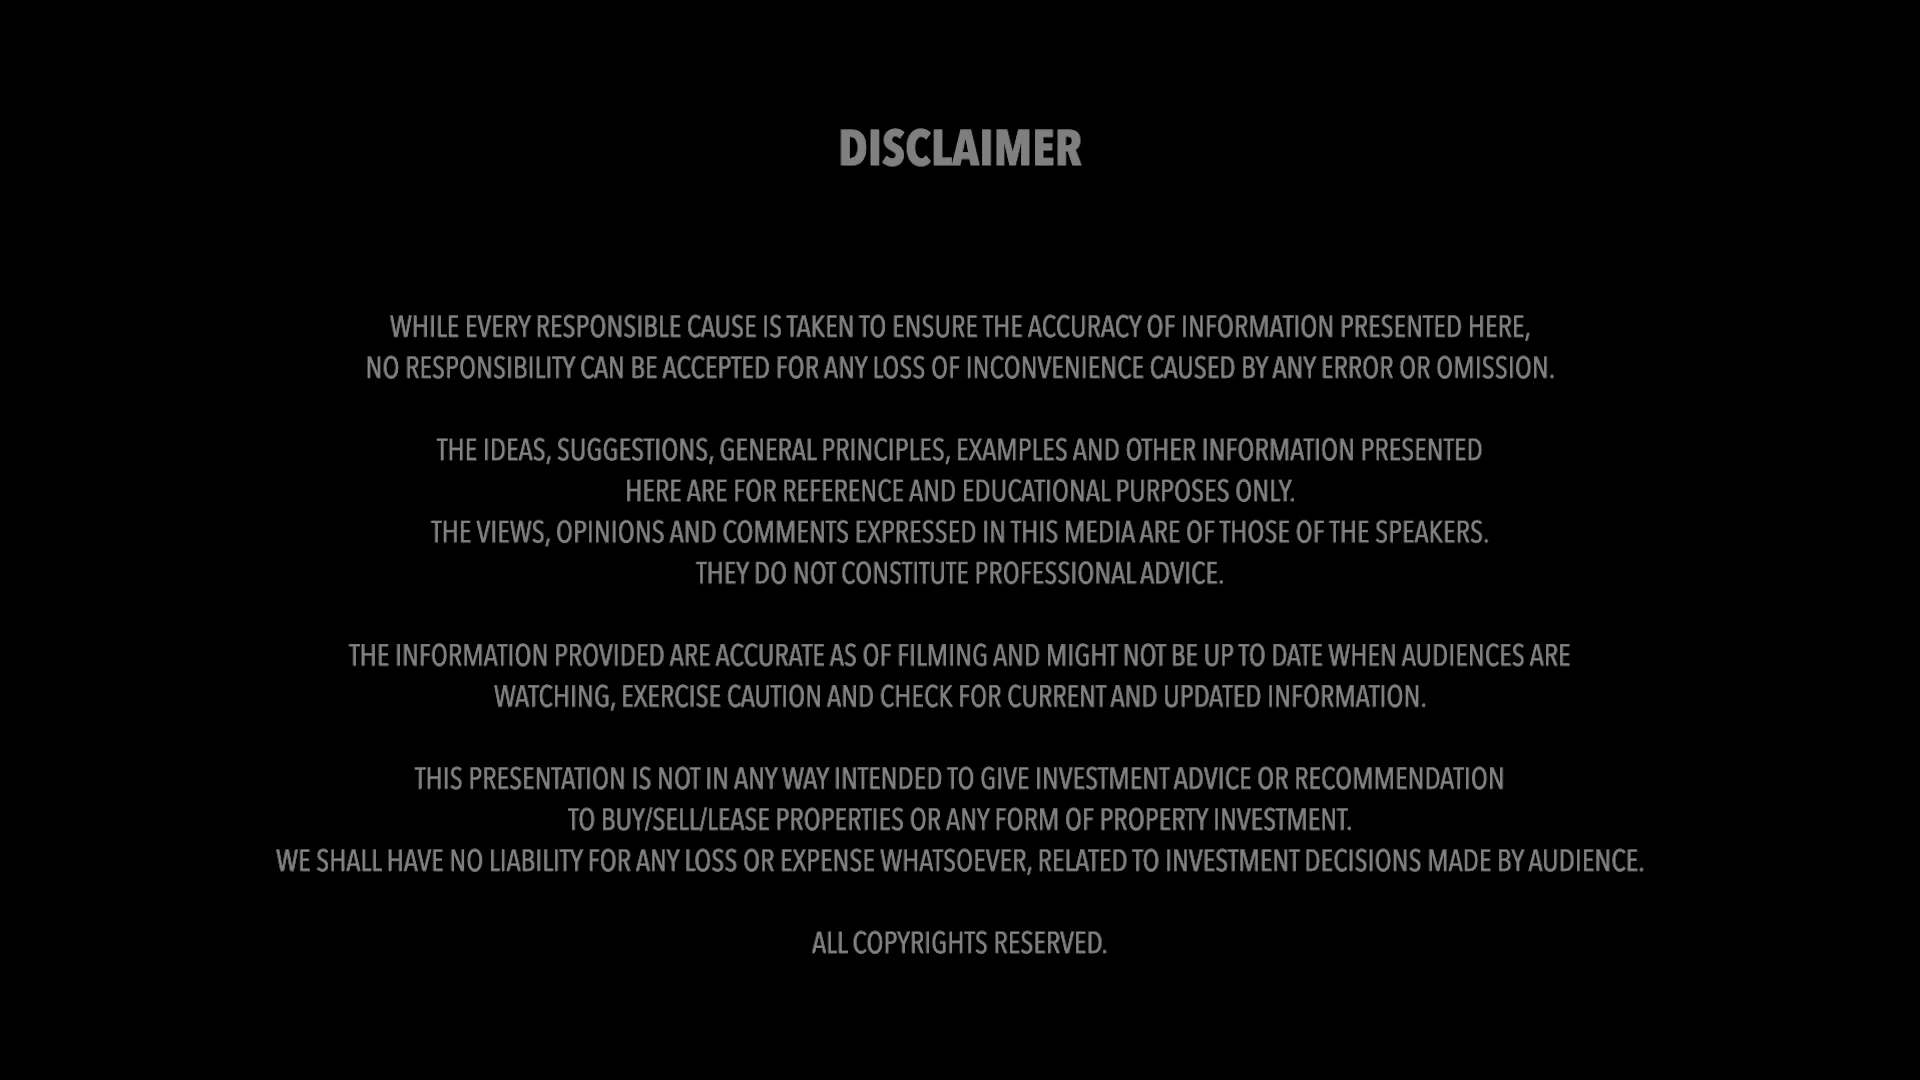 DISCLAIMER
WHILE EVERY RESPONSIBLE CAUSE IS TAKEN TO ENSURE THE ACCURACY OF INFORMATION PRESENTED HERE,
NO RESPONSIBILITY CAN BE ACCEPTED FOR ANY LOSS OF INCONVENIENCE CAUSED BY ANY ERROR OR OMISSION.
THE IDEAS, SUGGESTIONS, GENERAL PRINCIPLES, EXAMPLES AND OTHER INFORMATION PRESENTED
HERE ARE FOR REFERENCE AND EDUCATIONAL PURPOSES ONLY.
THE VIEWS, OPINIONS AND COMMENTS EXPRESSED IN THIS MEDIA ARE OF THOSE OF THE SPEAKERS.
THEY DO NOT CONSTITUTE PROFESSIONAL ADVICE.
THE INFORMATION PROVIDED ARE ACCURATE AS OF FILMING AND MIGHT NOT BE UP TO DATE WHEN AUDIENCES ARE
WATCHING, EXERCISE CAUTION AND CHECK FOR CURRENT AND UPDATED INFORMATION.
THIS PRESENTATION IS NOT IN ANY WAY INTENDED TO GIVE INVESTMENT ADVICE OR RECOMMENDATION
TO BUY/SELL/LEASE PROPERTIES OR ANY FORM OF PROPERTY INVESTMENT.
WE SHALL HAVE NO LIABILITY FOR ANY LOSS OR EXPENSE WHATSOEVER, RELATED TO INVESTMENT DECISIONS MADE BY AUDIENCE.
ALL COPYRIGHTS RESERVED.